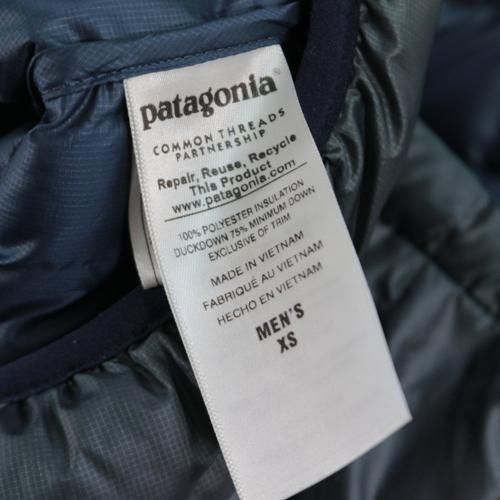 patagonia®
COMMON THREADS
PARTNERSHIP
Repair, Reuse, Recycle
This Product
www.patagonia.com
100% POLYESTER INSULATION
DUCKDOWN 75% MINIMUM DOWN
EXCLUSIVE OF TRIM
MADE IN VIETNAM
FABRIQUÉ AU VIETNAM
HECHO EN VIETNAM
MEN'S
XS